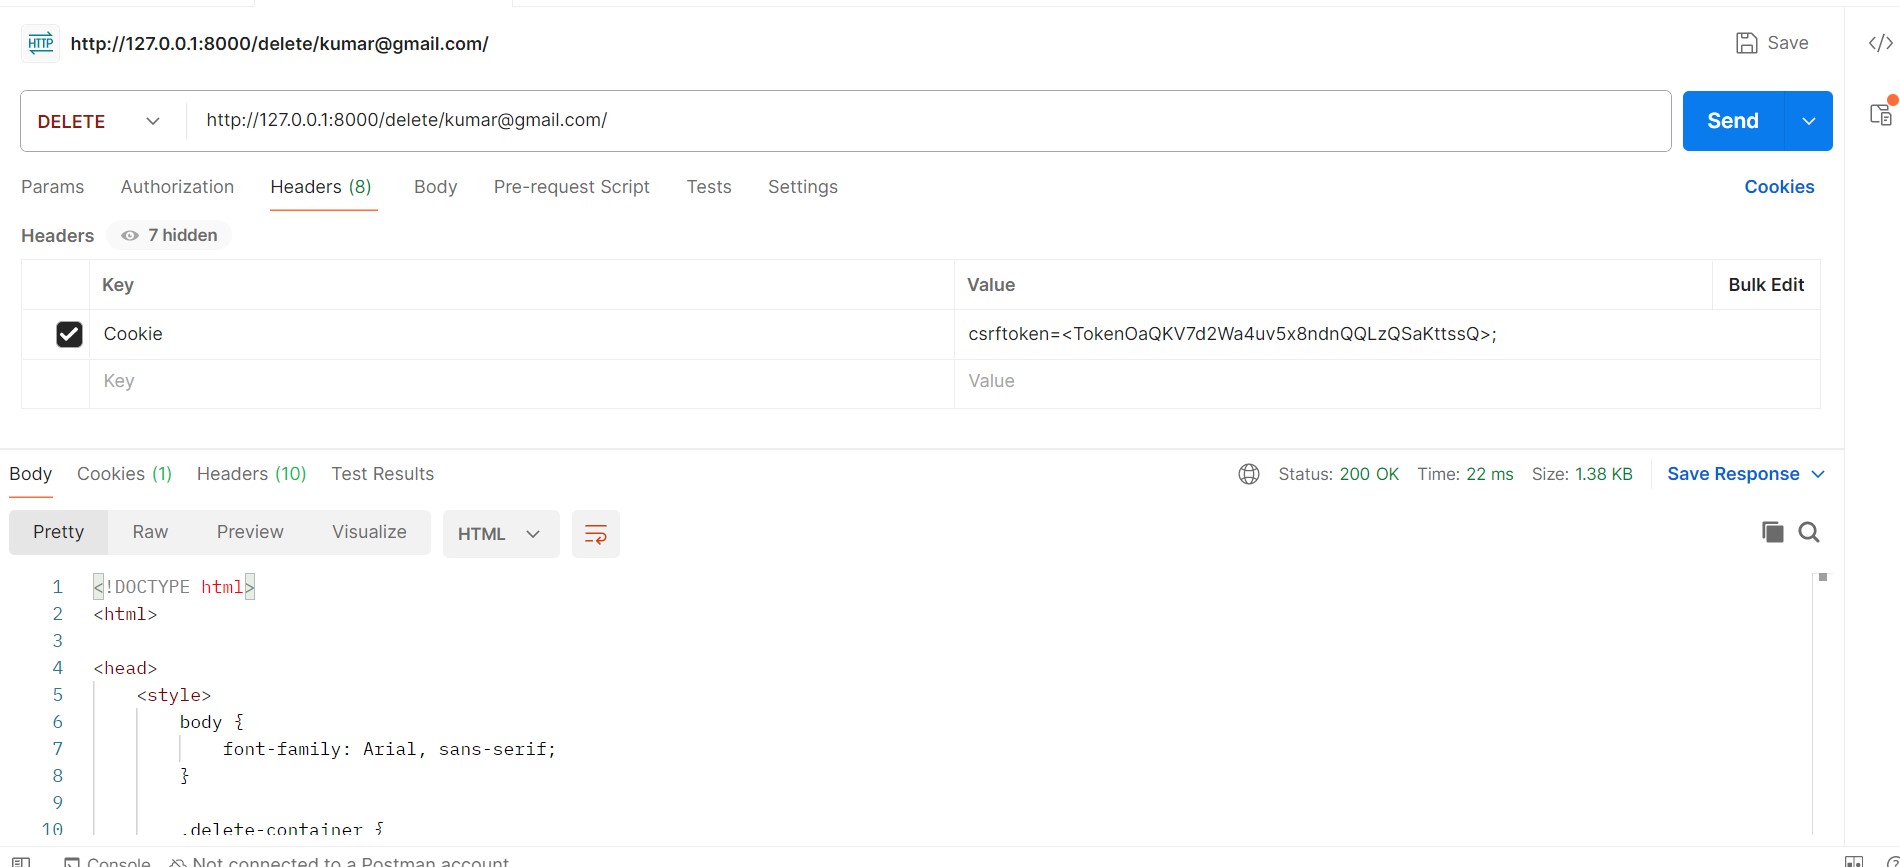 HTTP http://127.0.0.1:8000/delete/kumar@gmail.com/ Save </>
DELETE http://127.0.0.1:8000/delete/kumar@gmail.com/ Send
Params Authorization Headers (8) Body Pre-request Script Tests Settings Cookies
Headers 7 hidden
Key Value Bulk Edit
Cookie csrftoken=<TokenOaQKV7d2Wa4uv5x8ndnQQLzQSaKttssQ>;
Key Value
Body Cookies (1) Headers (10) Test Results Status: 200 OK Time: 22 ms Size: 1.38 KB Save Response
Pretty Raw Preview Visualize HTML
1 <!DOCTYPE html>
2 <html>
3
4 <head>
5 <style>
6 body {
7 font-family: Arial, sans-serif;
8 }
9
10 .delete-container {
Console Not connected to a Postman account